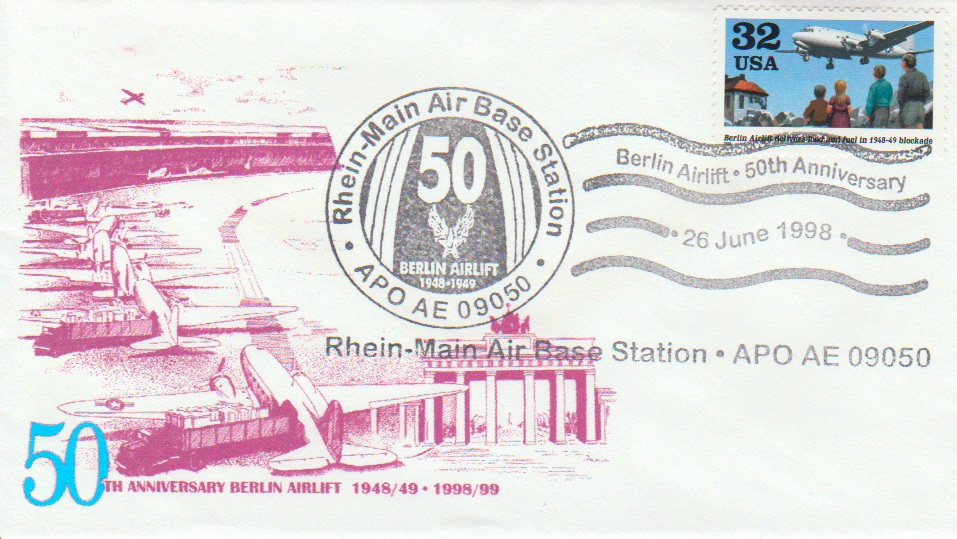 32
USA
Berlin Airlift delivers food and fuel in 1948-49 blockade
Rhein-Main Air Base Station
50
BERLIN AIRLIFT
1948•1949
• APO AE 09050 •
Berlin Airlift • 50th Anniversary
• 26 June 1998 •
Rhein-Main Air Base Station • APO AE 09050
50TH ANNIVERSARY BERLIN AIRLIFT 1948/49 • 1998/99